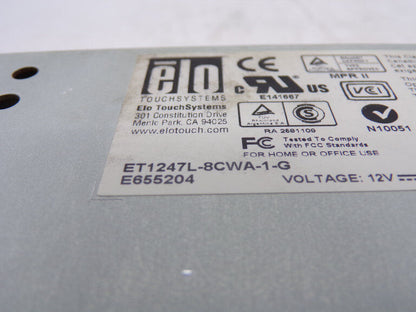 elo
TOUCHSYSTEMS
Elo TouchSystems
301 Constitution Drive
Menlo Park, CA 94025
www.elotouch.com
CE
C UL US
E141667
MPR II
VCI
N10051
RA 2681109
FC Tested To Comply
With FCC Standards
FOR HOME OR OFFICE USE
ET1247L-8CWA-1-G
E655204
VOLTAGE: 12V